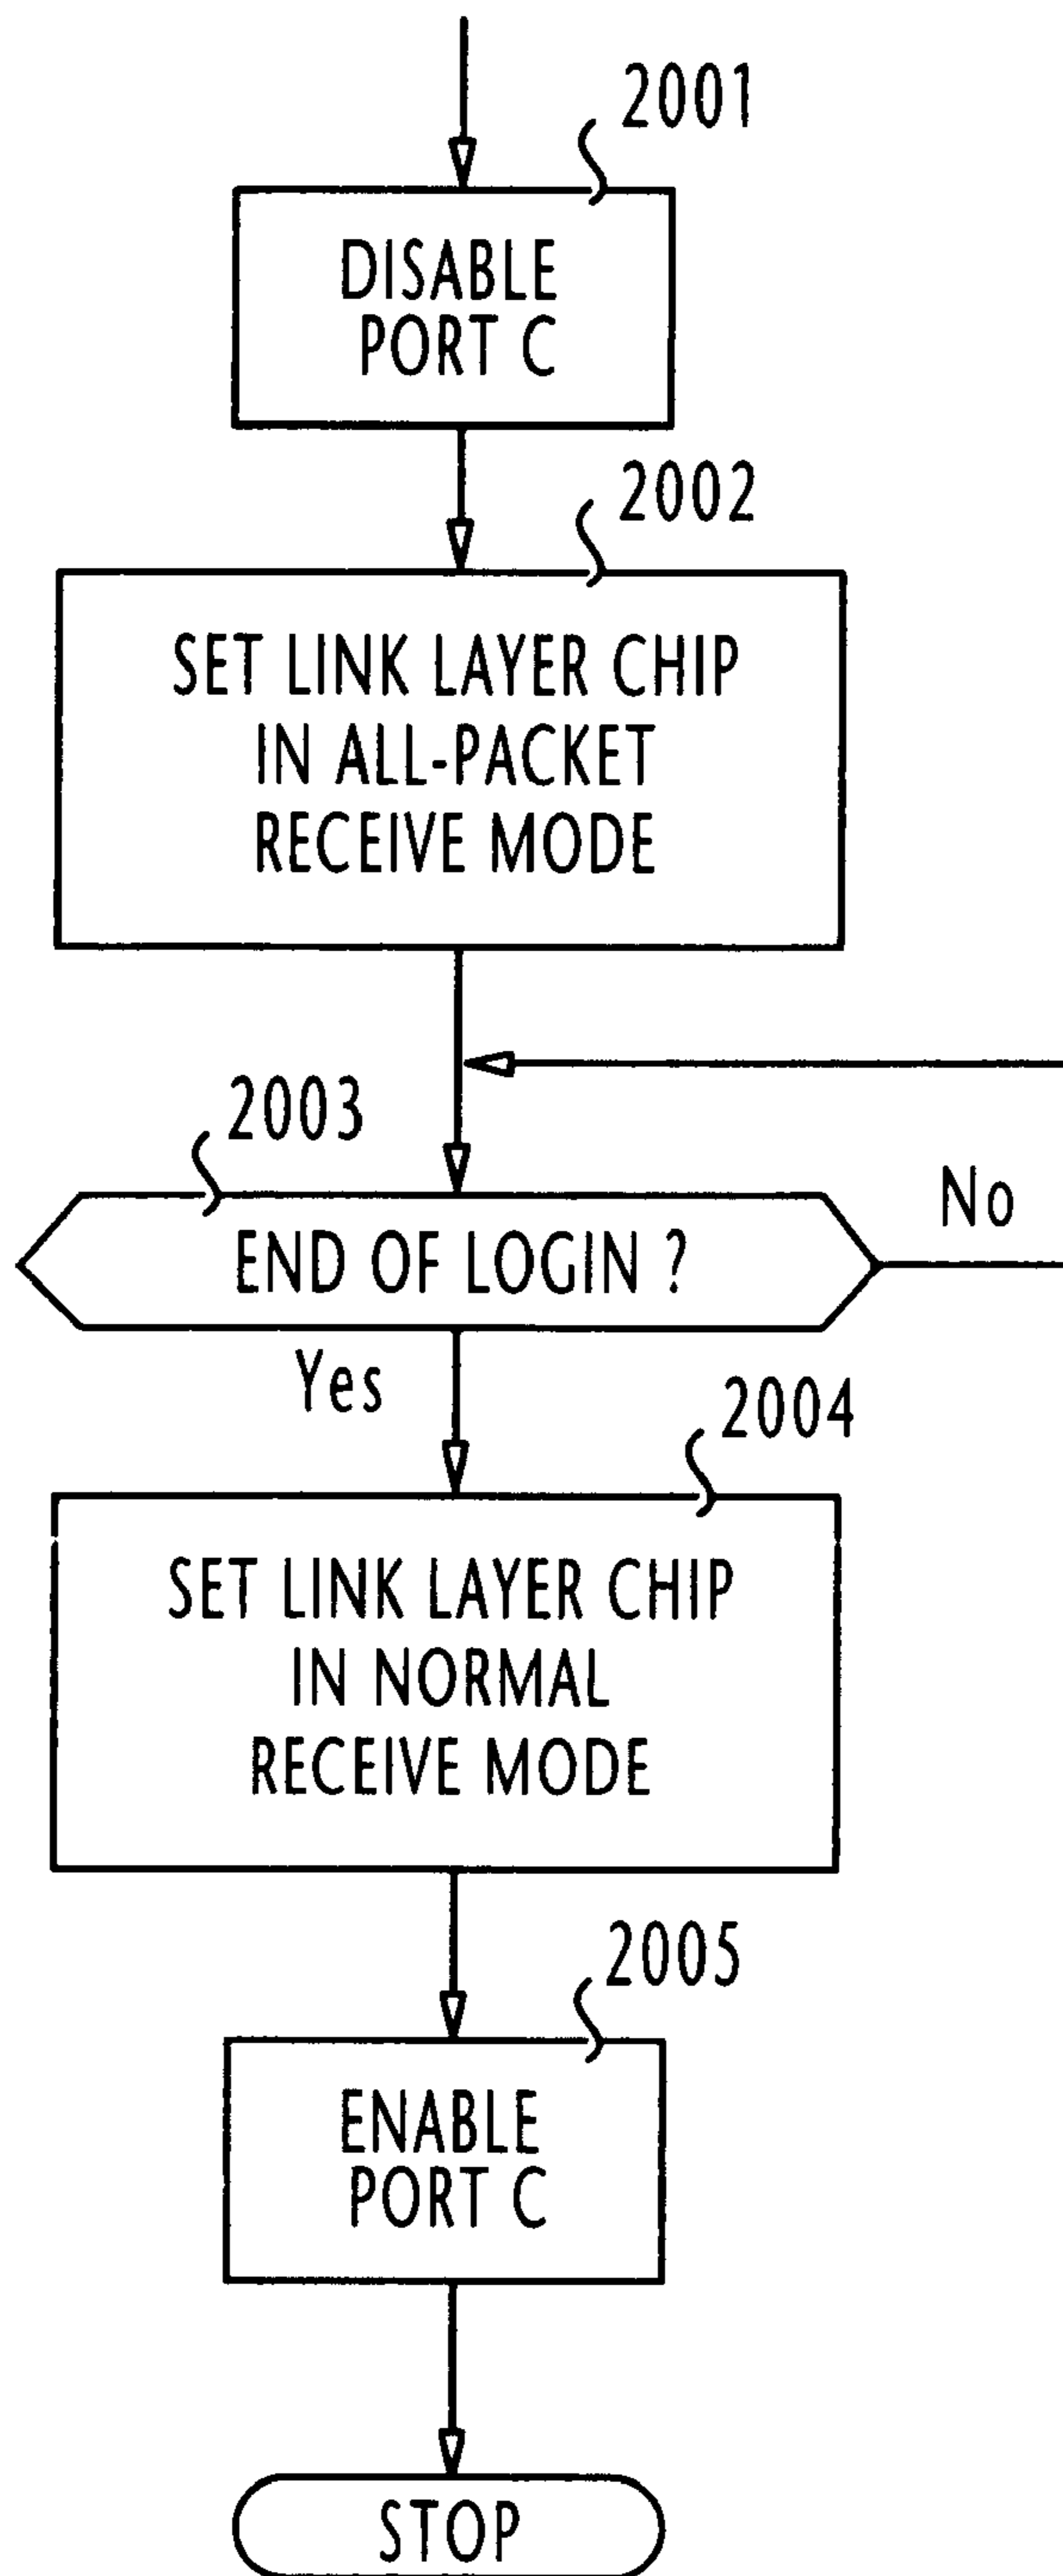 2001
DISABLE
PORT C
2002
SET LINK LAYER CHIP
IN ALL-PACKET
RECEIVE MODE
2003
END OF LOGIN ?
No
Yes
2004
SET LINK LAYER CHIP
IN NORMAL
RECEIVE MODE
2005
ENABLE
PORT C
STOP